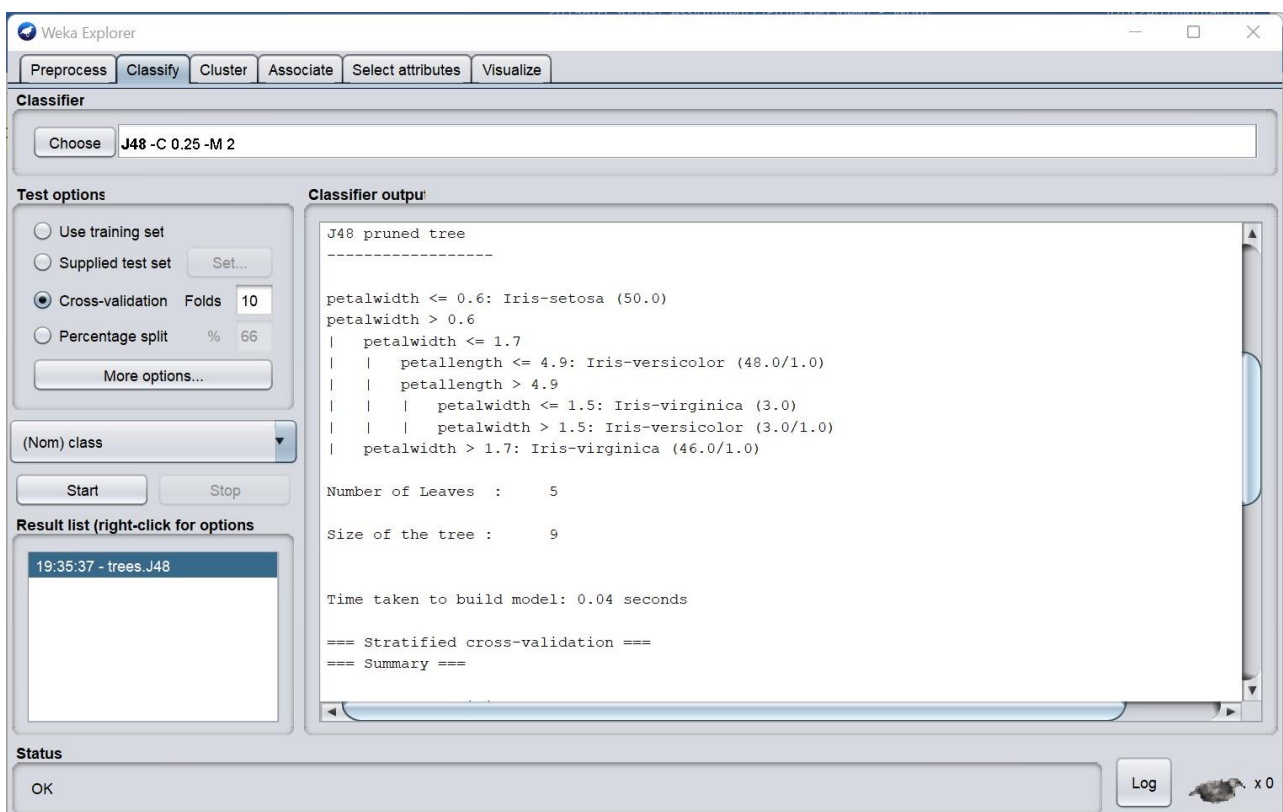 Weka Explorer
Preprocess Classify Cluster Associate Select attributes Visualize
Classifier
Choose J48 -C 0.25 -M 2
Test options
Use training set
Supplied test set Set...
Cross-validation Folds 10
Percentage split % 66
More options...
(Nom) class
Start Stop
Result list (right-click for options
19:35:37 - trees.J48
Classifier output
J48 pruned tree
------------------
petalwidth <= 0.6: Iris-setosa (50.0)
petalwidth > 0.6
|   petalwidth <= 1.7
|   |   petallength <= 4.9: Iris-versicolor (48.0/1.0)
|   |   petallength > 4.9
|   |   |   petalwidth <= 1.5: Iris-virginica (3.0)
|   |   |   petalwidth > 1.5: Iris-versicolor (3.0/1.0)
|   petalwidth > 1.7: Iris-virginica (46.0/1.0)
Number of Leaves  :     5
Size of the tree :      9
Time taken to build model: 0.04 seconds
=== Stratified cross-validation ===
=== Summary ===
Status
OK
Log x 0